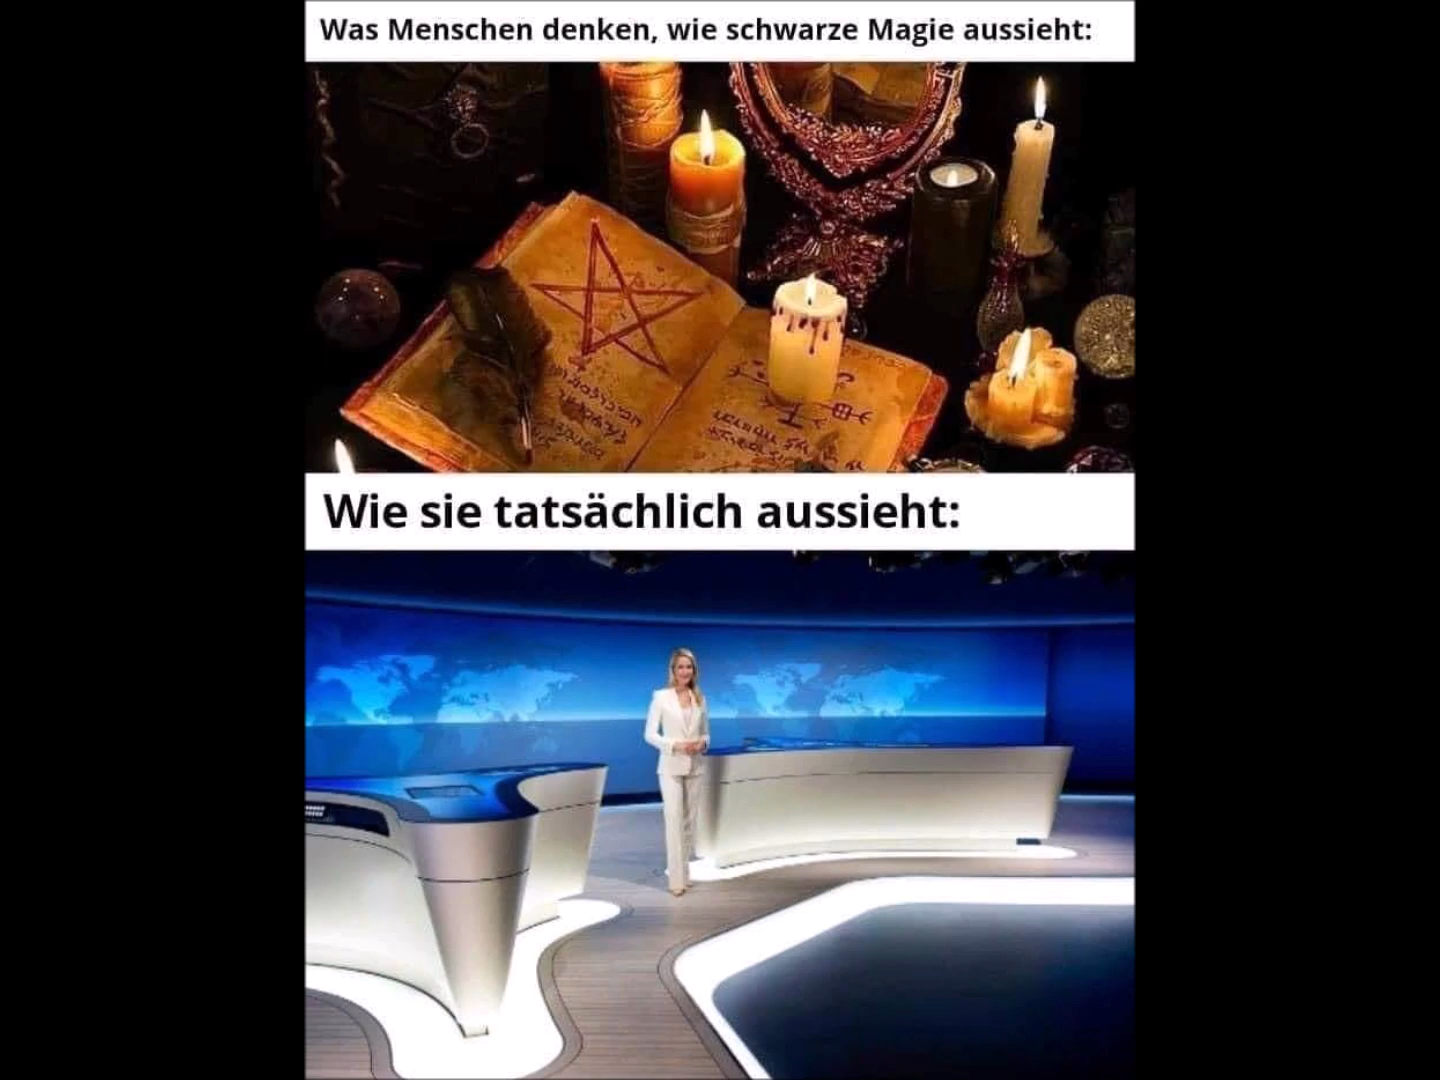 Was Menschen denken, wie schwarze Magie aussieht:
Wie sie tatsächlich aussieht: